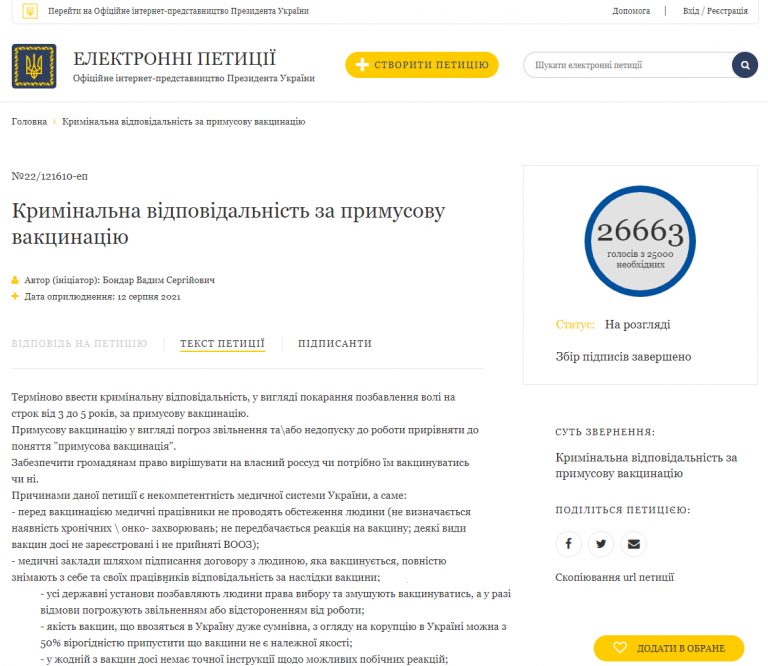 Перейти на Офіційне інтернет-представництво Президента України
Допомога | Вхід / Реєстрація
ЕЛЕКТРОННІ ПЕТИЦІЇ
Офіційне інтернет-представництво Президента України
СТВОРИТИ ПЕТИЦІЮ
Шукати електронні петиції
Головна › Кримінальна відповідальність за примусову вакцинацію
№22/121610-еп
Кримінальна відповідальність за примусову
вакцинацію
Автор (ініціатор): Бондар Вадим Сергійович
Дата оприлюднення: 12 серпня 2021
26663
голосів з 25000
необхідних
Статус: На розгляді
Збір підписів завершено
ВІДПОВІДЬ НА ПЕТИЦІЮ
ТЕКСТ ПЕТИЦІЇ
ПІДПИСАНТИ
Терміново ввести кримінальну відповідальність, у вигляді покарання позбавлення волі на
строк від 3 до 5 років, за примусову вакцинацію.
Примусову вакцинацію у вигляді погроз звільнення та\або недопуску до роботи прирівняти до
поняття "примусова вакцинація".
Забезпечити громадянам право вирішувати на власний россуд чи потрібно їм вакцинуватись
чи ні.
Причинами даної петиції є некомпетентність медичної системи України, а саме:
- перед вакцинацією медичні працівники не проводять обстеження людини (не визначається
наявність хронічних \ онко- захворювань; не передбачається реакція на вакцину; деякі види
вакцин досі не зареєстровані і не прийняті ВООЗ);
- медичні заклади шляхом підписання договору з людиною, яка вакцинується, повністю
знімають з себе та своїх працівників відповідальність за наслідки вакцини;
- усі державні установи позбавляють людини права вибору та змушують вакцинуватись, а у разі
відмови погрожують звільненням або відстороненням від роботи;
- якість вакцин, що ввозяться в Україну дуже сумнівна, з огляду на корупцію в Україні можна з
50% вірогідністю припустити що вакцини не є належної якості;
- у жодній з вакцин досі немає точної інструкції щодо можливих побічних реакцій;
СУТЬ ЗВЕРНЕННЯ:
Кримінальна відповідальність за
примусову вакцинацію
ПОДІЛІТЬСЯ ПЕТИЦІЄЮ:
Скопіювання url петиції
ДОДАТИ В ОБРАНЕ